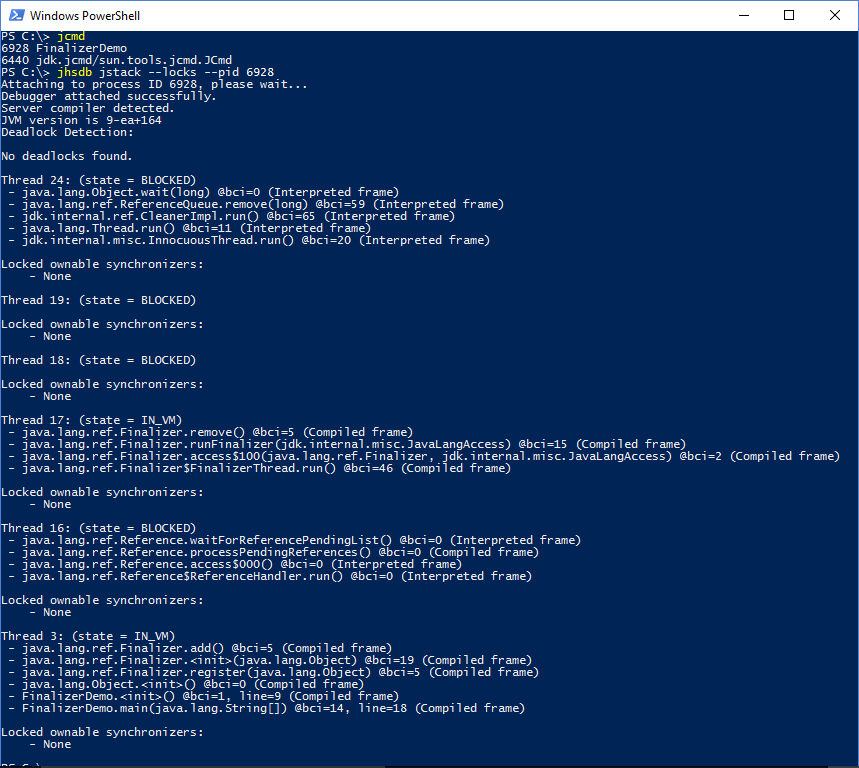 Windows PowerShell
PS C:\> jcmd
6928 FinalizerDemo
6440 jdk.jcmd/sun.tools.jcmd.JCmd
PS C:\> jhsdb jstack --locks --pid 6928
Attaching to process ID 6928, please wait...
Debugger attached successfully.
Server compiler detected.
JVM version is 9-ea+164
Deadlock Detection:
No deadlocks found.
Thread 24: (state = BLOCKED)
- java.lang.Object.wait(long) @bci=0 (Interpreted frame)
- java.lang.ref.ReferenceQueue.remove(long) @bci=59 (Interpreted frame)
- jdk.internal.ref.CleanerImpl.run() @bci=65 (Interpreted frame)
- java.lang.Thread.run() @bci=11 (Interpreted frame)
- jdk.internal.misc.InnocuousThread.run() @bci=20 (Interpreted frame)
Locked ownable synchronizers:
- None
Thread 19: (state = BLOCKED)
Locked ownable synchronizers:
- None
Thread 18: (state = BLOCKED)
Locked ownable synchronizers:
- None
Thread 17: (state = IN_VM)
- java.lang.ref.Finalizer.remove() @bci=5 (Compiled frame)
- java.lang.ref.Finalizer.runFinalizer(jdk.internal.misc.JavaLangAccess) @bci=15 (Compiled frame)
- java.lang.ref.Finalizer.access$100(java.lang.ref.Finalizer, jdk.internal.misc.JavaLangAccess) @bci=2 (Compiled frame)
- java.lang.ref.Finalizer$FinalizerThread.run() @bci=46 (Compiled frame)
Locked ownable synchronizers:
- None
Thread 16: (state = BLOCKED)
- java.lang.ref.Reference.waitForReferencePendingList() @bci=0 (Interpreted frame)
- java.lang.ref.Reference.processPendingReferences() @bci=0 (Compiled frame)
- java.lang.ref.Reference.access$000() @bci=0 (Interpreted frame)
- java.lang.ref.Reference$ReferenceHandler.run() @bci=0 (Interpreted frame)
Locked ownable synchronizers:
- None
Thread 3: (state = IN_VM)
- java.lang.ref.Finalizer.add() @bci=5 (Compiled frame)
- java.lang.ref.Finalizer.<init>(java.lang.Object) @bci=19 (Compiled frame)
- java.lang.ref.Finalizer.register(java.lang.Object) @bci=5 (Compiled frame)
- java.lang.Object.<init>() @bci=0 (Compiled frame)
- FinalizerDemo.<init>() @bci=1, line=9 (Compiled frame)
- FinalizerDemo.main(java.lang.String[]) @bci=14, line=18 (Compiled frame)
Locked ownable synchronizers:
- None